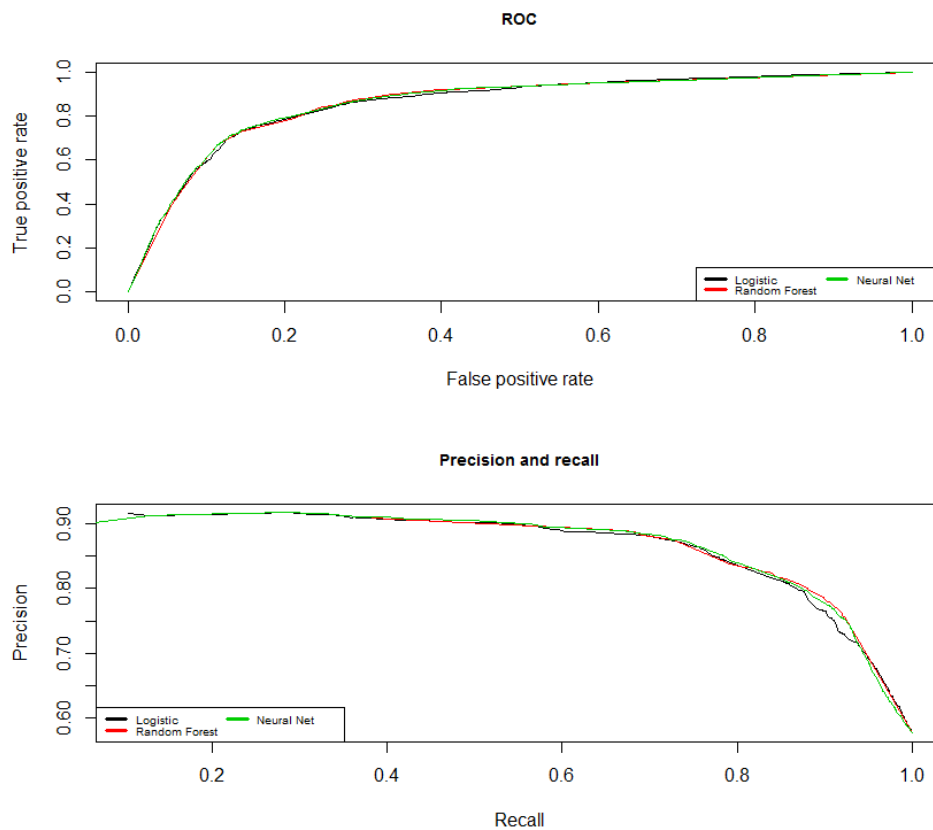 ROC
True positive rate
1.0
0.8
0.6
0.4
0.2
0.0
Logistic Neural Net
Random Forest
0.0 0.2 0.4 0.6 0.8 1.0
False positive rate
Precision and recall
Precision
0.90
0.80
0.70
0.60
Logistic Neural Net
Random Forest
0.2 0.4 0.6 0.8 1.0
Recall